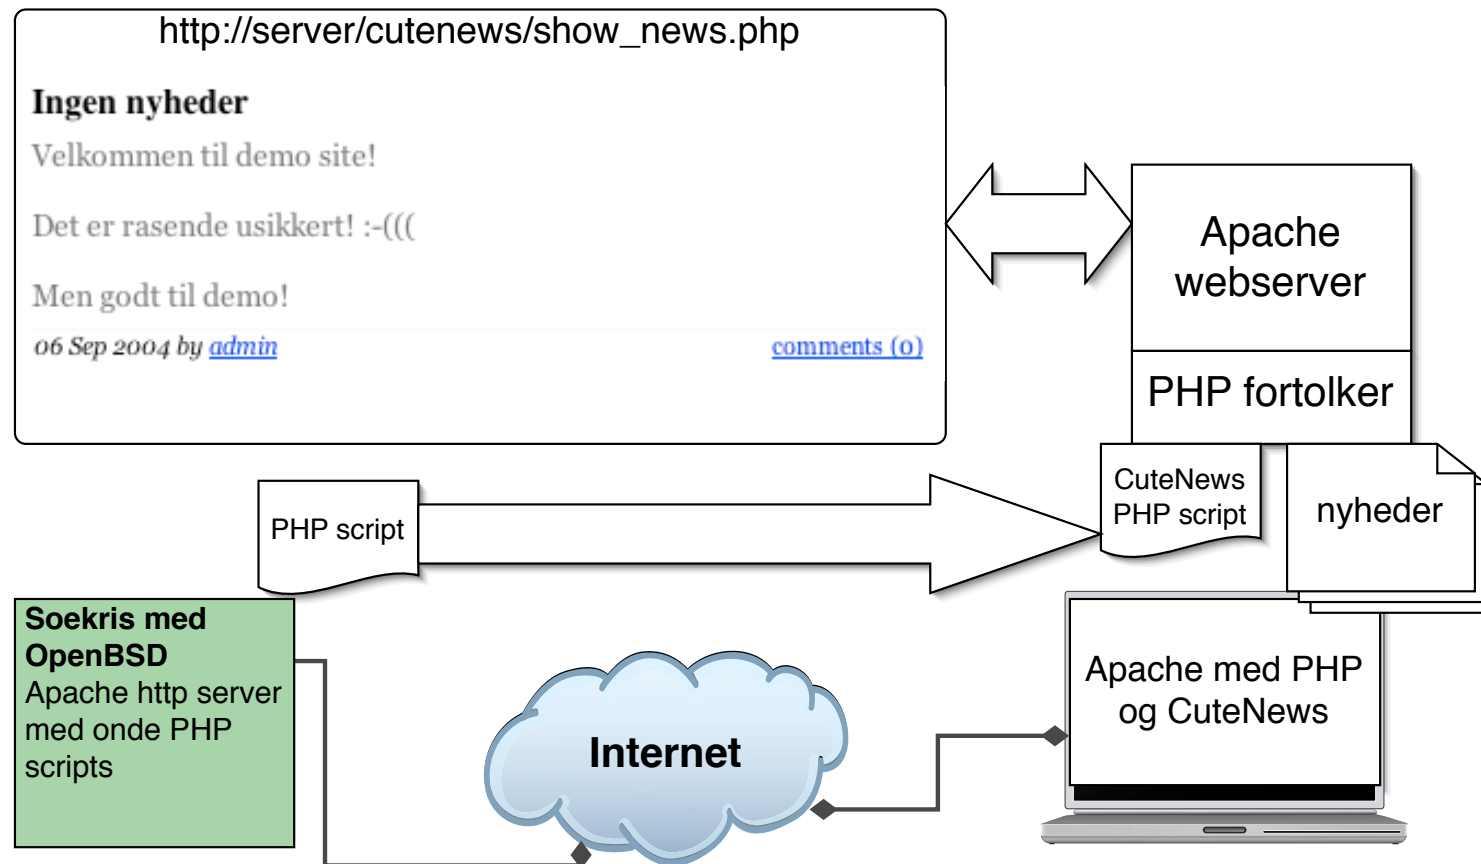 http://server/cutenews/show_news.php
Ingen nyheder
Velkommen til demo site!
Det er rasende usikkert! :-(((
Men godt til demo!
06 Sep 2004 by admin
comments (0)
Apache
webserver
PHP fortolker
CuteNews
PHP script
nyheder
PHP script
Soekris med
OpenBSD
Apache http server
med onde PHP
scripts
Internet
Apache med PHP
og CuteNews